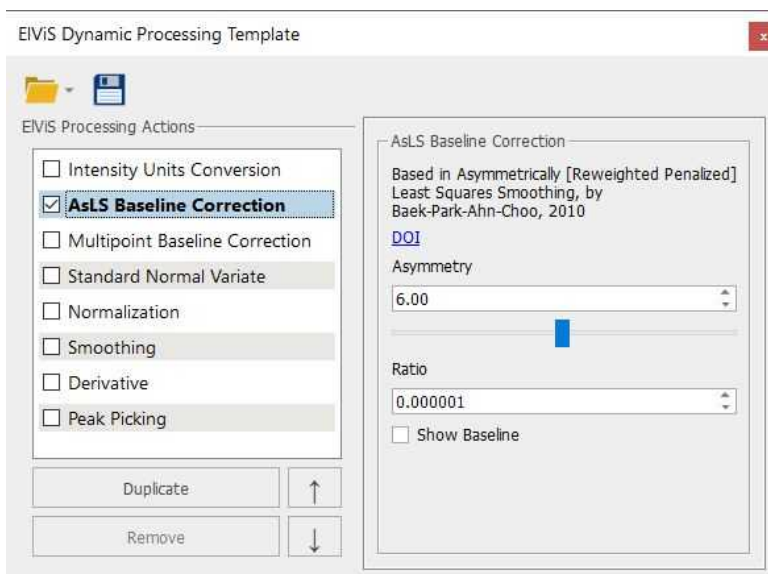 ElViS Dynamic Processing Template
x
ElViS Processing Actions
Intensity Units Conversion
AsLS Baseline Correction
Multipoint Baseline Correction
Standard Normal Variate
Normalization
Smoothing
Derivative
Peak Picking
Duplicate
↑
Remove
↓
AsLS Baseline Correction
Based in Asymmetrically [Reweighted Penalized]
Least Squares Smoothing, by
Baek-Park-Ahn-Choo, 2010
DOI
Asymmetry
6.00
Ratio
0.000001
Show Baseline